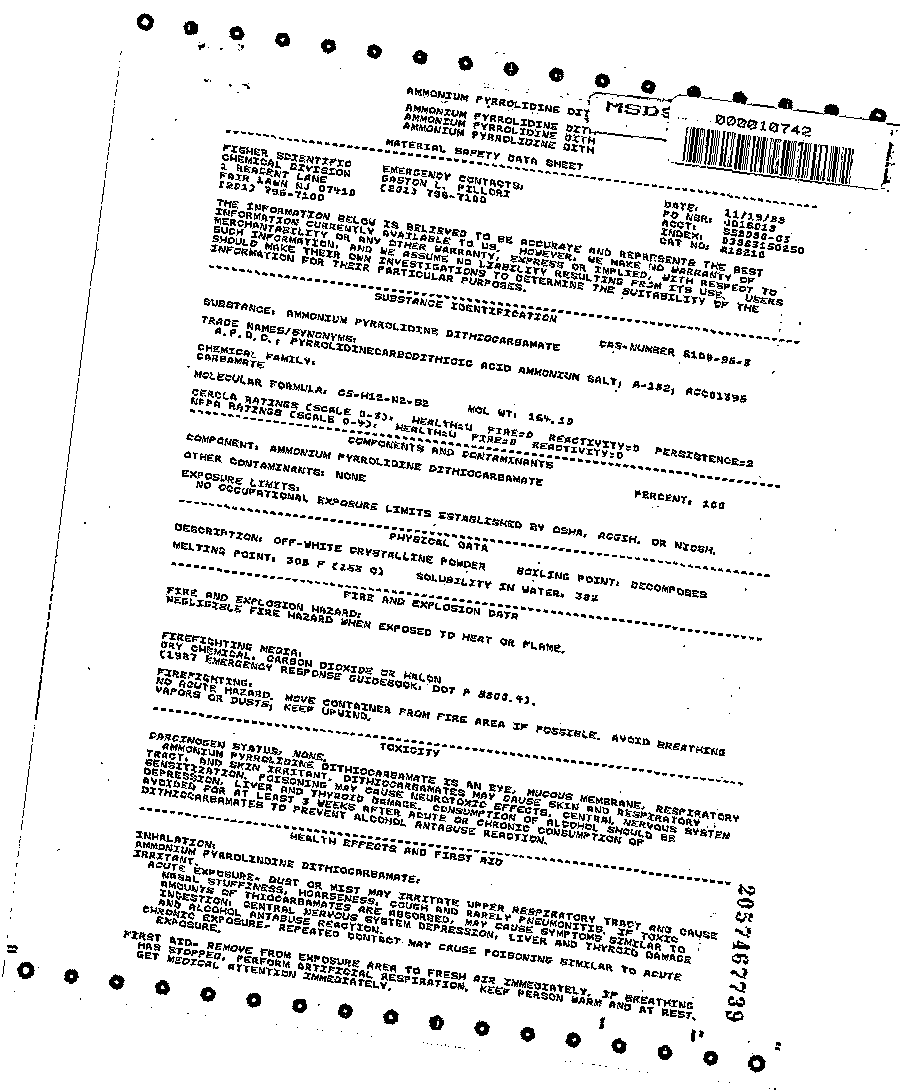 AMMONIUM PYRROLIDINE DIT
AMMONIUM PYRROLIDINE DITH
AMMONIUM PYRROLIDINE DITH
AMMONIUM PYRROLIDINE DITH
MSDS
000010742
MATERIAL SAFETY DATA SHEET
FISHER SCIENTIFIC
CHEMICAL DIVISION
1 REAGENT LANE
FAIR LAWN NJ 07410
(201) 796-7100
EMERGENCY CONTACTS:
GASTON L. PILLORI
(201) 796-7100
DATE: 11/19/88
PO NBR:
ACCT:
INDEX:
CAT NO:
THE INFORMATION BELOW IS BELIEVED TO BE ACCURATE AND REPRESENTS THE BEST
INFORMATION CURRENTLY AVAILABLE TO US. HOWEVER, WE MAKE NO WARRANTY OF
MERCHANTABILITY OR ANY OTHER WARRANTY, EXPRESS OR IMPLIED, WITH RESPECT TO
SUCH INFORMATION, AND WE ASSUME NO LIABILITY RESULTING FROM ITS USE. USERS
SHOULD MAKE THEIR OWN INVESTIGATIONS TO DETERMINE THE SUITABILITY OF THE
INFORMATION FOR THEIR PARTICULAR PURPOSES.
SUBSTANCE IDENTIFICATION
SUBSTANCE: AMMONIUM PYRROLIDINE DITHIOCARBAMATE CAS-NUMBER 5108-96-3
TRADE NAMES/SYNONYMS:
A.P.D.C.; PYRROLIDINECARBODITHIOIC ACID AMMONIUM SALT; A-182; ACC01395
CHEMICAL FAMILY:
CARBAMATE
MOLECULAR FORMULA: C5-H12-N2-S2 MOL WT: 164.10
CERCLA RATINGS (SCALE 0-3): HEALTH=U FIRE=0 REACTIVITY=0 PERSISTENCE=2
NFPA RATINGS (SCALE 0-4): HEALTH=U FIRE=0 REACTIVITY=0
COMPONENTS AND CONTAMINANTS
COMPONENT: AMMONIUM PYRROLIDINE DITHIOCARBAMATE PERCENT: 100
OTHER CONTAMINANTS: NONE
EXPOSURE LIMITS:
NO OCCUPATIONAL EXPOSURE LIMITS ESTABLISHED BY OSHA, ACGIH, OR NIOSH.
PHYSICAL DATA
DESCRIPTION: OFF-WHITE CRYSTALLINE POWDER BOILING POINT: DECOMPOSES
MELTING POINT: 308 F (153 C) SOLUBILITY IN WATER: 38%
FIRE AND EXPLOSION DATA
FIRE AND EXPLOSION HAZARD:
NEGLIGIBLE FIRE HAZARD WHEN EXPOSED TO HEAT OR FLAME.
FIREFIGHTING MEDIA:
DRY CHEMICAL, CARBON DIOXIDE OR HALON
(1987 EMERGENCY RESPONSE GUIDEBOOK, DOT P 5800.4).
FIREFIGHTING:
NO ACUTE HAZARD. MOVE CONTAINER FROM FIRE AREA IF POSSIBLE. AVOID BREATHING
VAPORS OR DUSTS; KEEP UPWIND.
TOXICITY
CARCINOGEN STATUS: NONE.
AMMONIUM PYRROLIDINE DITHIOCARBAMATE IS AN EYE, MUCOUS MEMBRANE, RESPIRATORY
TRACT, AND SKIN IRRITANT. DITHIOCARBAMATES MAY CAUSE SKIN AND RESPIRATORY
SENSITIZATION. POISONING MAY CAUSE NEUROTOXIC EFFECTS, CENTRAL NERVOUS SYSTEM
DEPRESSION, LIVER AND THYROID DAMAGE. CONSUMPTION OF ALCOHOL SHOULD BE
AVOIDED FOR AT LEAST 3 WEEKS AFTER ACUTE OR CHRONIC CONSUMPTION OF
DITHIOCARBAMATES TO PREVENT ALCOHOL ANTABUSE REACTION.
HEALTH EFFECTS AND FIRST AID
INHALATION:
AMMONIUM PYRROLINDINE DITHIOCARBAMATE:
IRRITANT.
ACUTE EXPOSURE- DUST OR MIST MAY IRRITATE UPPER RESPIRATORY TRACT AND CAUSE
NASAL STUFFINESS, HOARSENESS, COUGH AND RARELY PNEUMONITIS. IF TOXIC
AMOUNTS OF THIOCARBAMATES ARE ABSORBED, MAY CAUSE SYMPTOMS SIMILAR TO
INGESTION; CENTRAL NERVOUS SYSTEM DEPRESSION, LIVER AND THYROID DAMAGE
AND ALCOHOL ANTABUSE REACTION.
CHRONIC EXPOSURE- REPEATED CONTACT MAY CAUSE POISONING SIMILAR TO ACUTE
EXPOSURE.
FIRST AID- REMOVE FROM EXPOSURE AREA TO FRESH AIR IMMEDIATELY. IF BREATHING
HAS STOPPED, PERFORM ARTIFICIAL RESPIRATION. KEEP PERSON WARM AND AT REST.
GET MEDICAL ATTENTION IMMEDIATELY.
2057467739